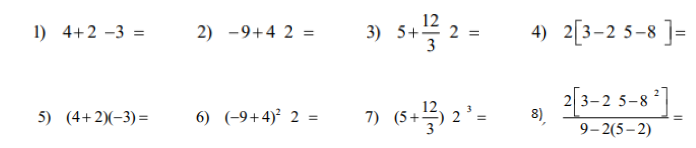 1) 4+2 −3 = 2) −9+4 2 = 3) 5+12/3 2 = 4) 2[3−2 5−8 ]=
5) (4+2)(−3)= 6) (−9+4)² 2 = 7) (5+12/3) 2 ³ = 8) 2[3−2 5−8 ²]/9−2(5−2) =